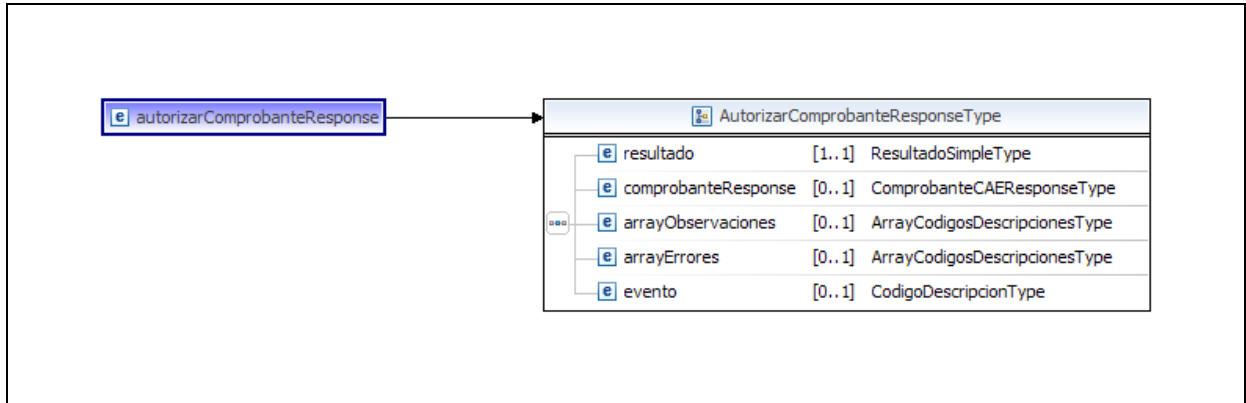 e autorizarComprobanteResponse
AutorizarComprobanteResponseType
e resultado [1..1] ResultadoSimpleType
e comprobanteResponse [0..1] ComprobanteCAEResponseType
e arrayObservaciones [0..1] ArrayCodigosDescripcionesType
e arrayErrores [0..1] ArrayCodigosDescripcionesType
e evento [0..1] CodigoDescripcionType